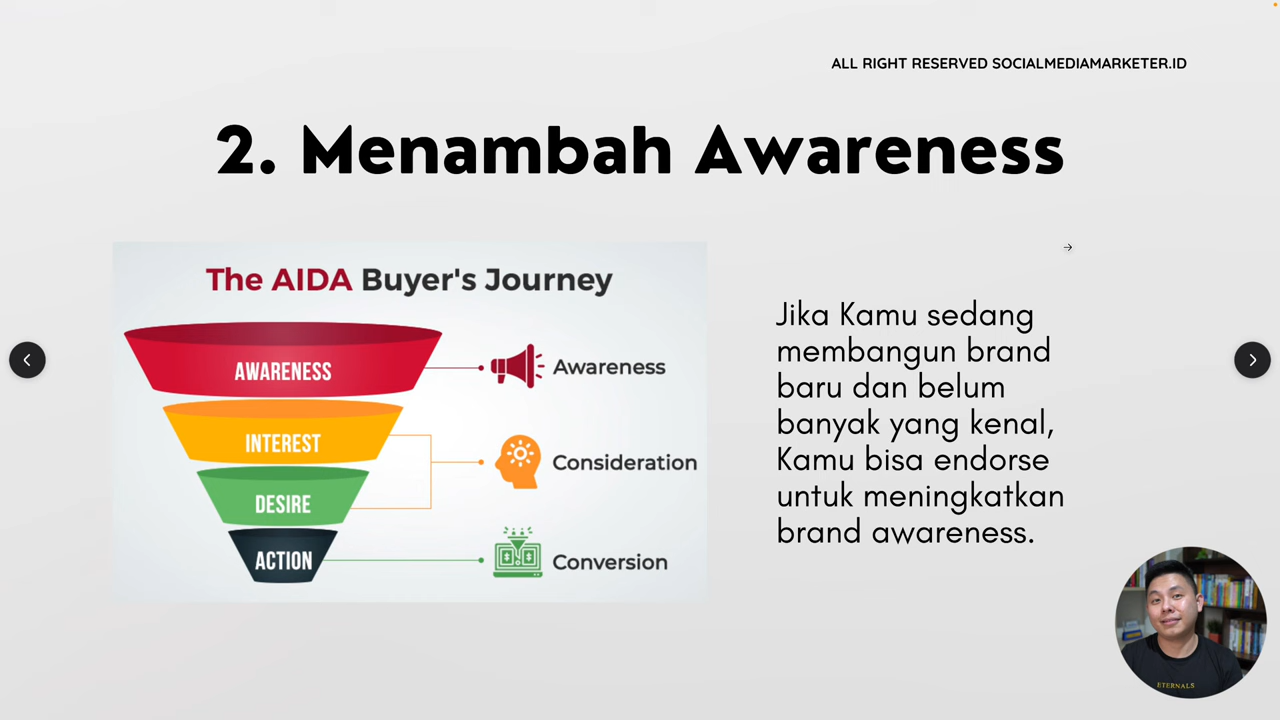 ALL RIGHT RESERVED SOCIALMEDIAMARKETER.ID
2. Menambah Awareness
The AIDA Buyer's Journey
AWARENESS
Awareness
INTEREST
Consideration
DESIRE
ACTION
Conversion
Jika Kamu sedang
membangun brand
baru dan belum
banyak yang kenal,
Kamu bisa endorse
untuk meningkatkan
brand awareness.
ETERNALS